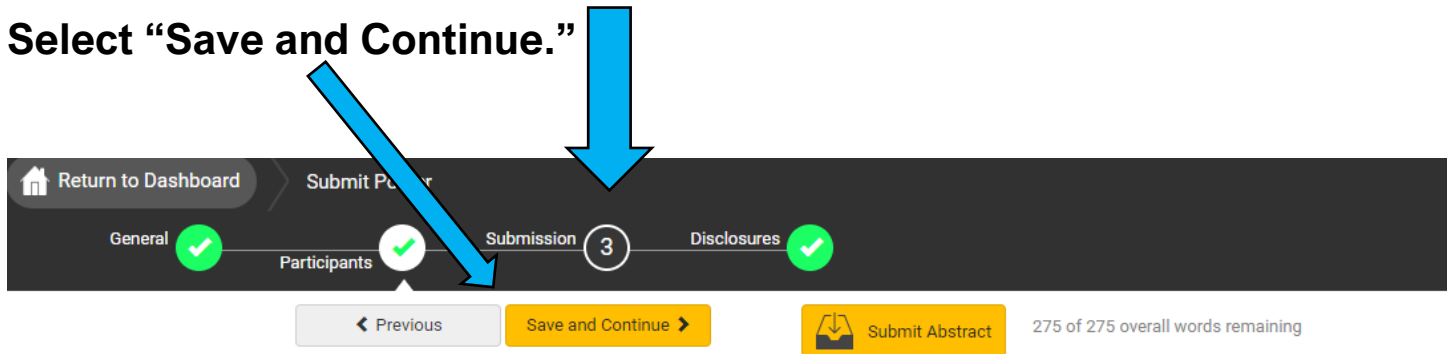 Select “Save and Continue.”
Return to Dashboard Submit
General Participants Submission 3 Disclosures
Previous Save and Continue Submit Abstract 275 of 275 overall words remaining